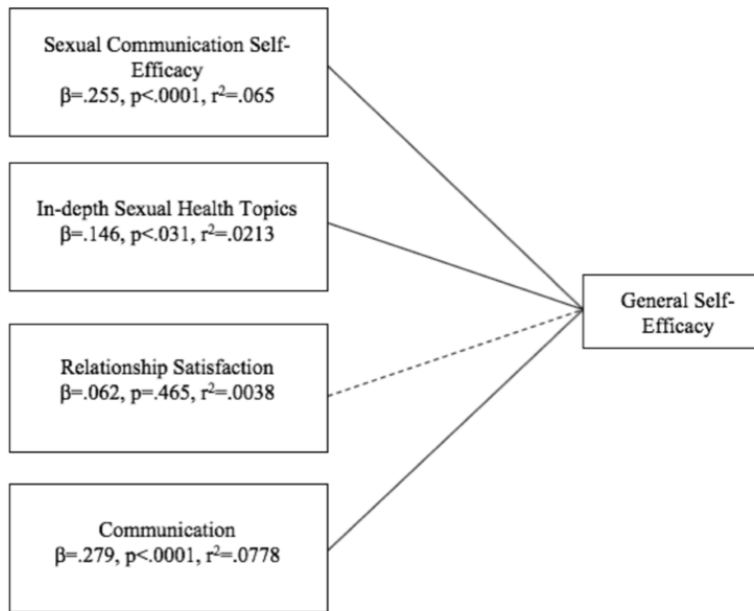 Sexual Communication Self-
Efficacy
β=.255, p<.0001, r²=.065
In-depth Sexual Health Topics
β=.146, p<.031, r²=.0213
Relationship Satisfaction
β=.062, p=.465, r²=.0038
Communication
β=.279, p<.0001, r²=.0778
General Self-
Efficacy